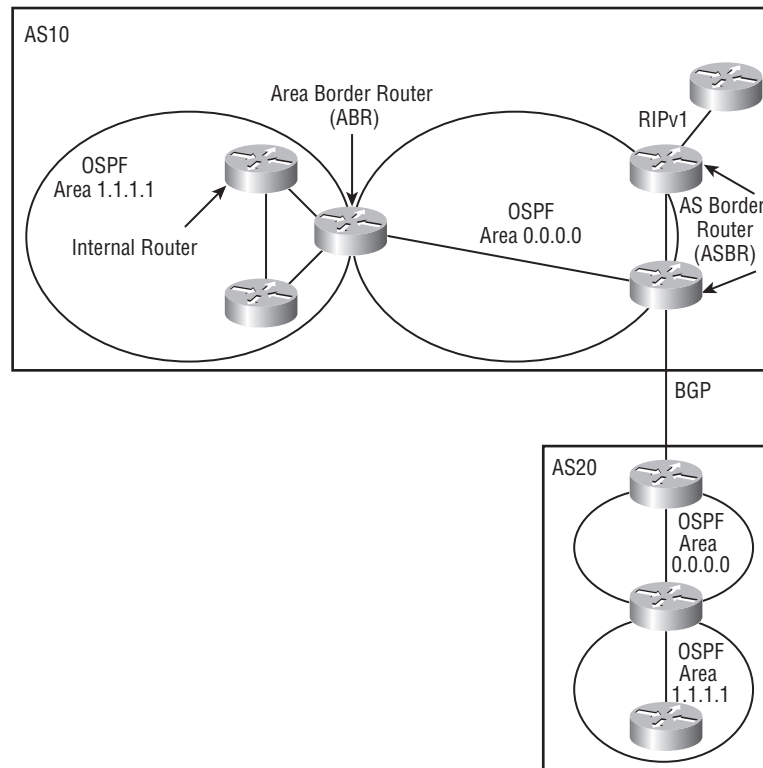 AS10
Area Border Router
(ABR)
RIPv1
OSPF
Area 1.1.1.1
Internal Router
OSPF
Area 0.0.0.0
AS Border
Router
(ASBR)
BGP
AS20
OSPF
Area
0.0.0.0
OSPF
Area
1.1.1.1